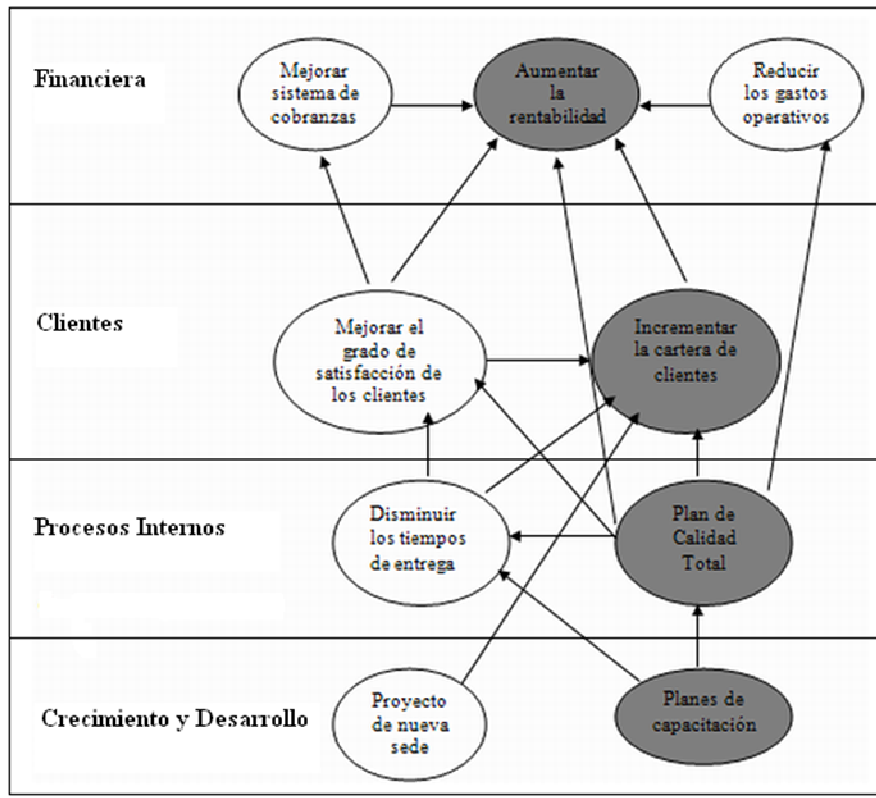 Financiera
Mejorar
sistema de
cobranzas
Aumentar
la
rentabilidad
Reducir
los gastos
operativos
Clientes
Mejorar el
grado de
satisfacción de
los clientes
Incrementar
la cartera de
clientes
Procesos Internos
Disminuir
los tiempos
de entrega
Plan de
Calidad
Total
Crecimiento y Desarrollo
Proyecto
de nueva
sede
Planes de
capacitación